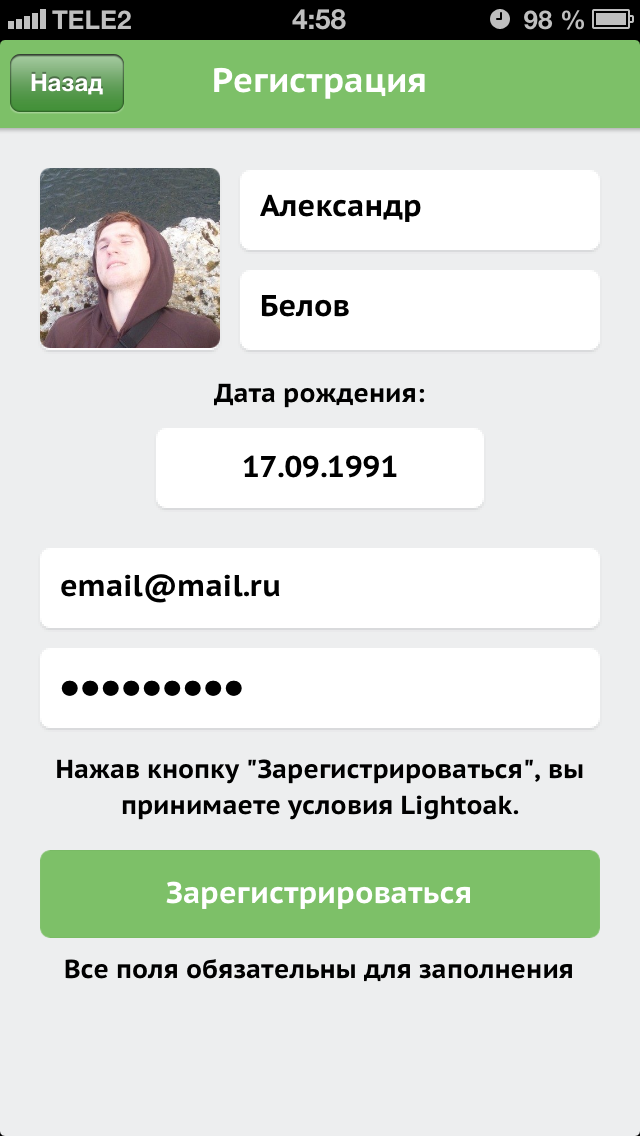 TELE2 4:58 98 %
Назад Регистрация
Александр
Белов
Дата рождения:
17.09.1991
email@mail.ru
●●●●●●●●●
Нажав кнопку "Зарегистрироваться", вы
принимаете условия Lightoak.
Зарегистрироваться
Все поля обязательны для заполнения